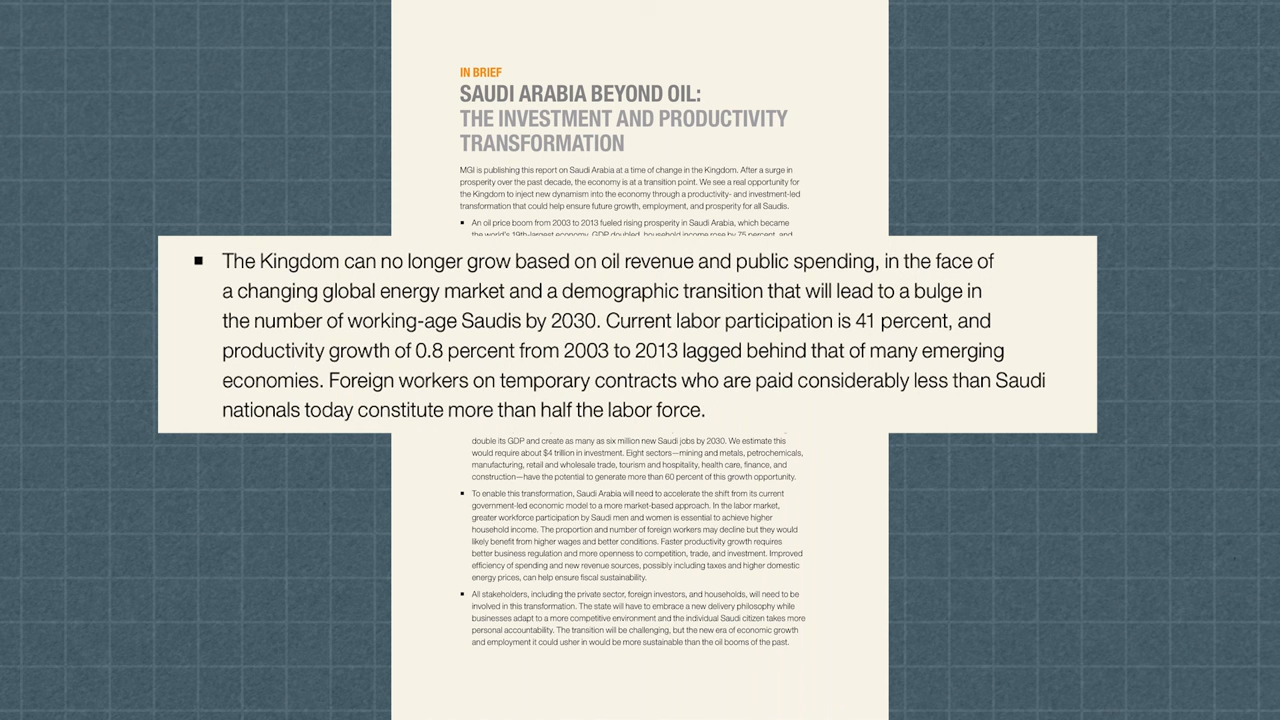 IN BRIEF
SAUDI ARABIA BEYOND OIL:
THE INVESTMENT AND PRODUCTIVITY
TRANSFORMATION
MGI is publishing this report on Saudi Arabia at a time of change in the Kingdom. After a surge in
prosperity over the past decade, the economy is at a transition point. We see a real opportunity for
the Kingdom to inject new dynamism into the economy through a productivity- and investment-led
transformation that could help ensure future growth, employment, and prosperity for all Saudis.
▪ An oil price boom from 2003 to 2013 fueled rising prosperity in Saudi Arabia, which became
the world's 19th-largest economy. GDP doubled, household income rose by 75 percent, and
▪ The Kingdom can no longer grow based on oil revenue and public spending, in the face of
a changing global energy market and a demographic transition that will lead to a bulge in
the number of working-age Saudis by 2030. Current labor participation is 41 percent, and
productivity growth of 0.8 percent from 2003 to 2013 lagged behind that of many emerging
economies. Foreign workers on temporary contracts who are paid considerably less than Saudi
nationals today constitute more than half the labor force.
double its GDP and create as many as six million new Saudi jobs by 2030. We estimate this
would require about $4 trillion in investment. Eight sectors—mining and metals, petrochemicals,
manufacturing, retail and wholesale trade, tourism and hospitality, health care, finance, and
construction—have the potential to generate more than 60 percent of this growth opportunity.
▪ To enable this transformation, Saudi Arabia will need to accelerate the shift from its current
government-led economic model to a more market-based approach. In the labor market,
greater workforce participation by Saudi men and women is essential to achieve higher
household income. The proportion and number of foreign workers may decline but they would
likely benefit from higher wages and better conditions. Faster productivity growth requires
better business regulation and more openness to competition, trade, and investment. Improved
efficiency of spending and new revenue sources, possibly including taxes and higher domestic
energy prices, can help ensure fiscal sustainability.
▪ All stakeholders, including the private sector, foreign investors, and households, will need to be
involved in this transformation. The state will have to embrace a new delivery philosophy while
businesses adapt to a more competitive environment and the individual Saudi citizen takes more
personal accountability. The transition will be challenging, but the new era of economic growth
and employment it could usher in would be more sustainable than the oil booms of the past.